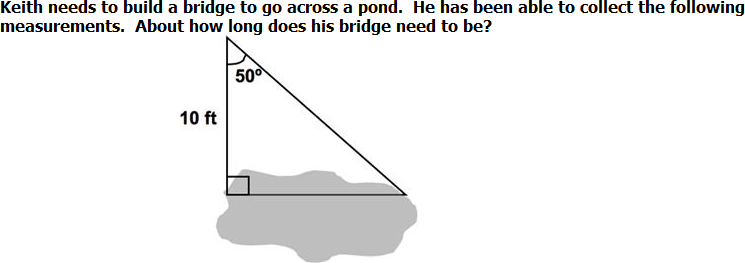 Keith needs to build a bridge to go across a pond.  He has been able to collect the following
measurements.  About how long does his bridge need to be?
50º
10 ft